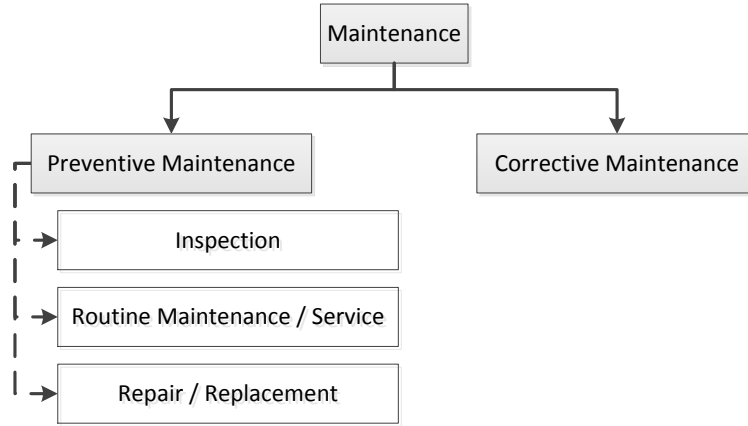 Maintenance
Preventive Maintenance
Corrective Maintenance
Inspection
Routine Maintenance / Service
Repair / Replacement